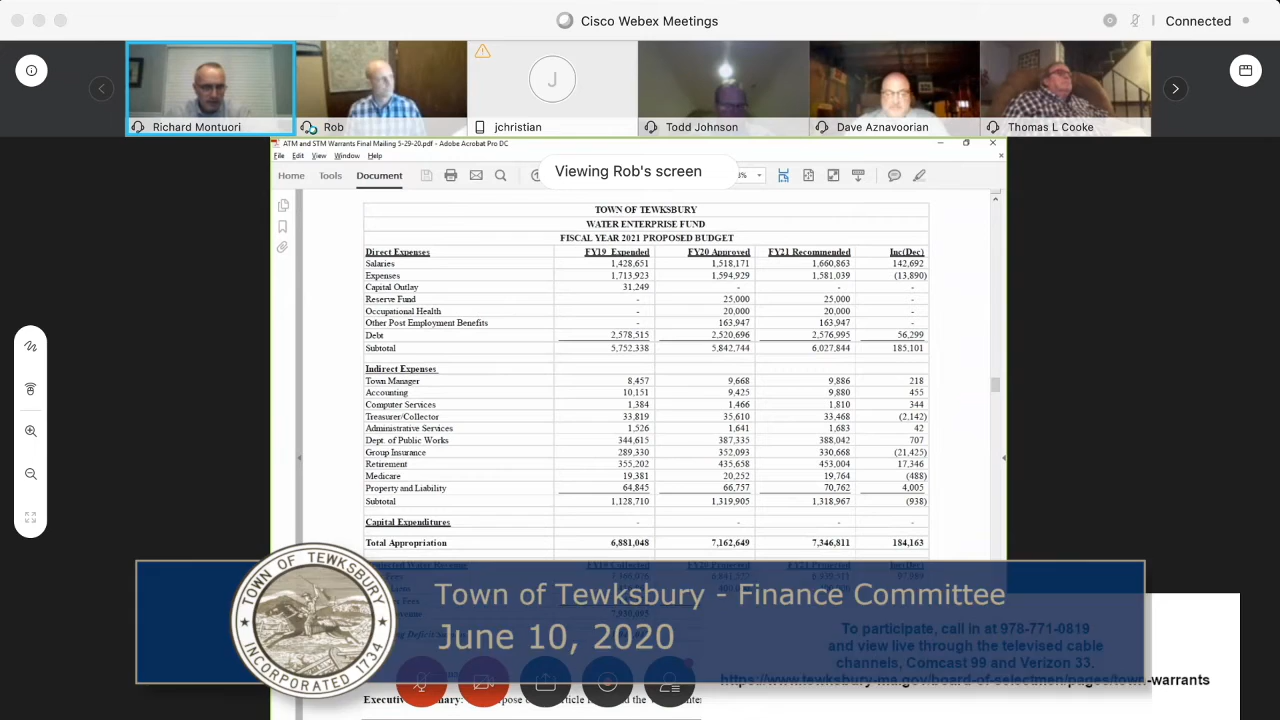 Cisco Webex Meetings
Connected
J
Richard Montuori
Rob
jchristian
Todd Johnson
Dave Aznavoorian
Thomas L Cooke
ATM and STM Warrants Final Mailing 5-29-20.pdf - Adobe Acrobat Pro DC
File Edit View Window Help
Viewing Rob's screen
Home Tools Document
TOWN OF TEWKSBURY
WATER ENTERPRISE FUND
FISCAL YEAR 2021 PROPOSED BUDGET
Direct Expenses FY19 Expended FY20 Approved FY21 Recommended Inc(Dec)
Salaries 1,428,651 1,518,171 1,660,863 142,692
Expenses 1,713,923 1,594,929 1,581,039 (13,890)
Capital Outlay 31,249 - - -
Reserve Fund - 25,000 25,000 -
Occupational Health - 20,000 20,000 -
Other Post Employment Benefits - 163,947 163,947 -
Debt 2,578,515 2,520,696 2,576,995 56,299
Subtotal 5,752,338 5,842,744 6,027,844 185,101
Indirect Expenses
Town Manager 8,457 9,668 9,886 218
Accounting 10,151 9,425 9,880 455
Computer Services 1,384 1,466 1,810 344
Treasurer/Collector 33,819 35,610 33,468 (2,142)
Administrative Services 1,526 1,641 1,683 42
Dept. of Public Works 344,615 387,335 388,042 707
Group Insurance 289,330 352,093 330,668 (21,425)
Retirement 355,202 435,658 453,004 17,346
Medicare 19,381 20,252 19,764 (488)
Property and Liability 64,845 66,757 70,762 4,005
Subtotal 1,128,710 1,319,905 1,318,967 (938)
Capital Expenditures - - - -
Total Appropriation 6,881,048 7,162,649 7,346,811 184,163
TOWN OF TEWKSBURY
INCORPORATED 1734
Town of Tewksbury - Finance Committee
June 10, 2020
To participate, call in at 978-771-0819
and view live through the televised cable
channels, Comcast 99 and Verizon 33.
https://www.tewksbury-ma.gov/board-of-selectmen/pages/town-warrants